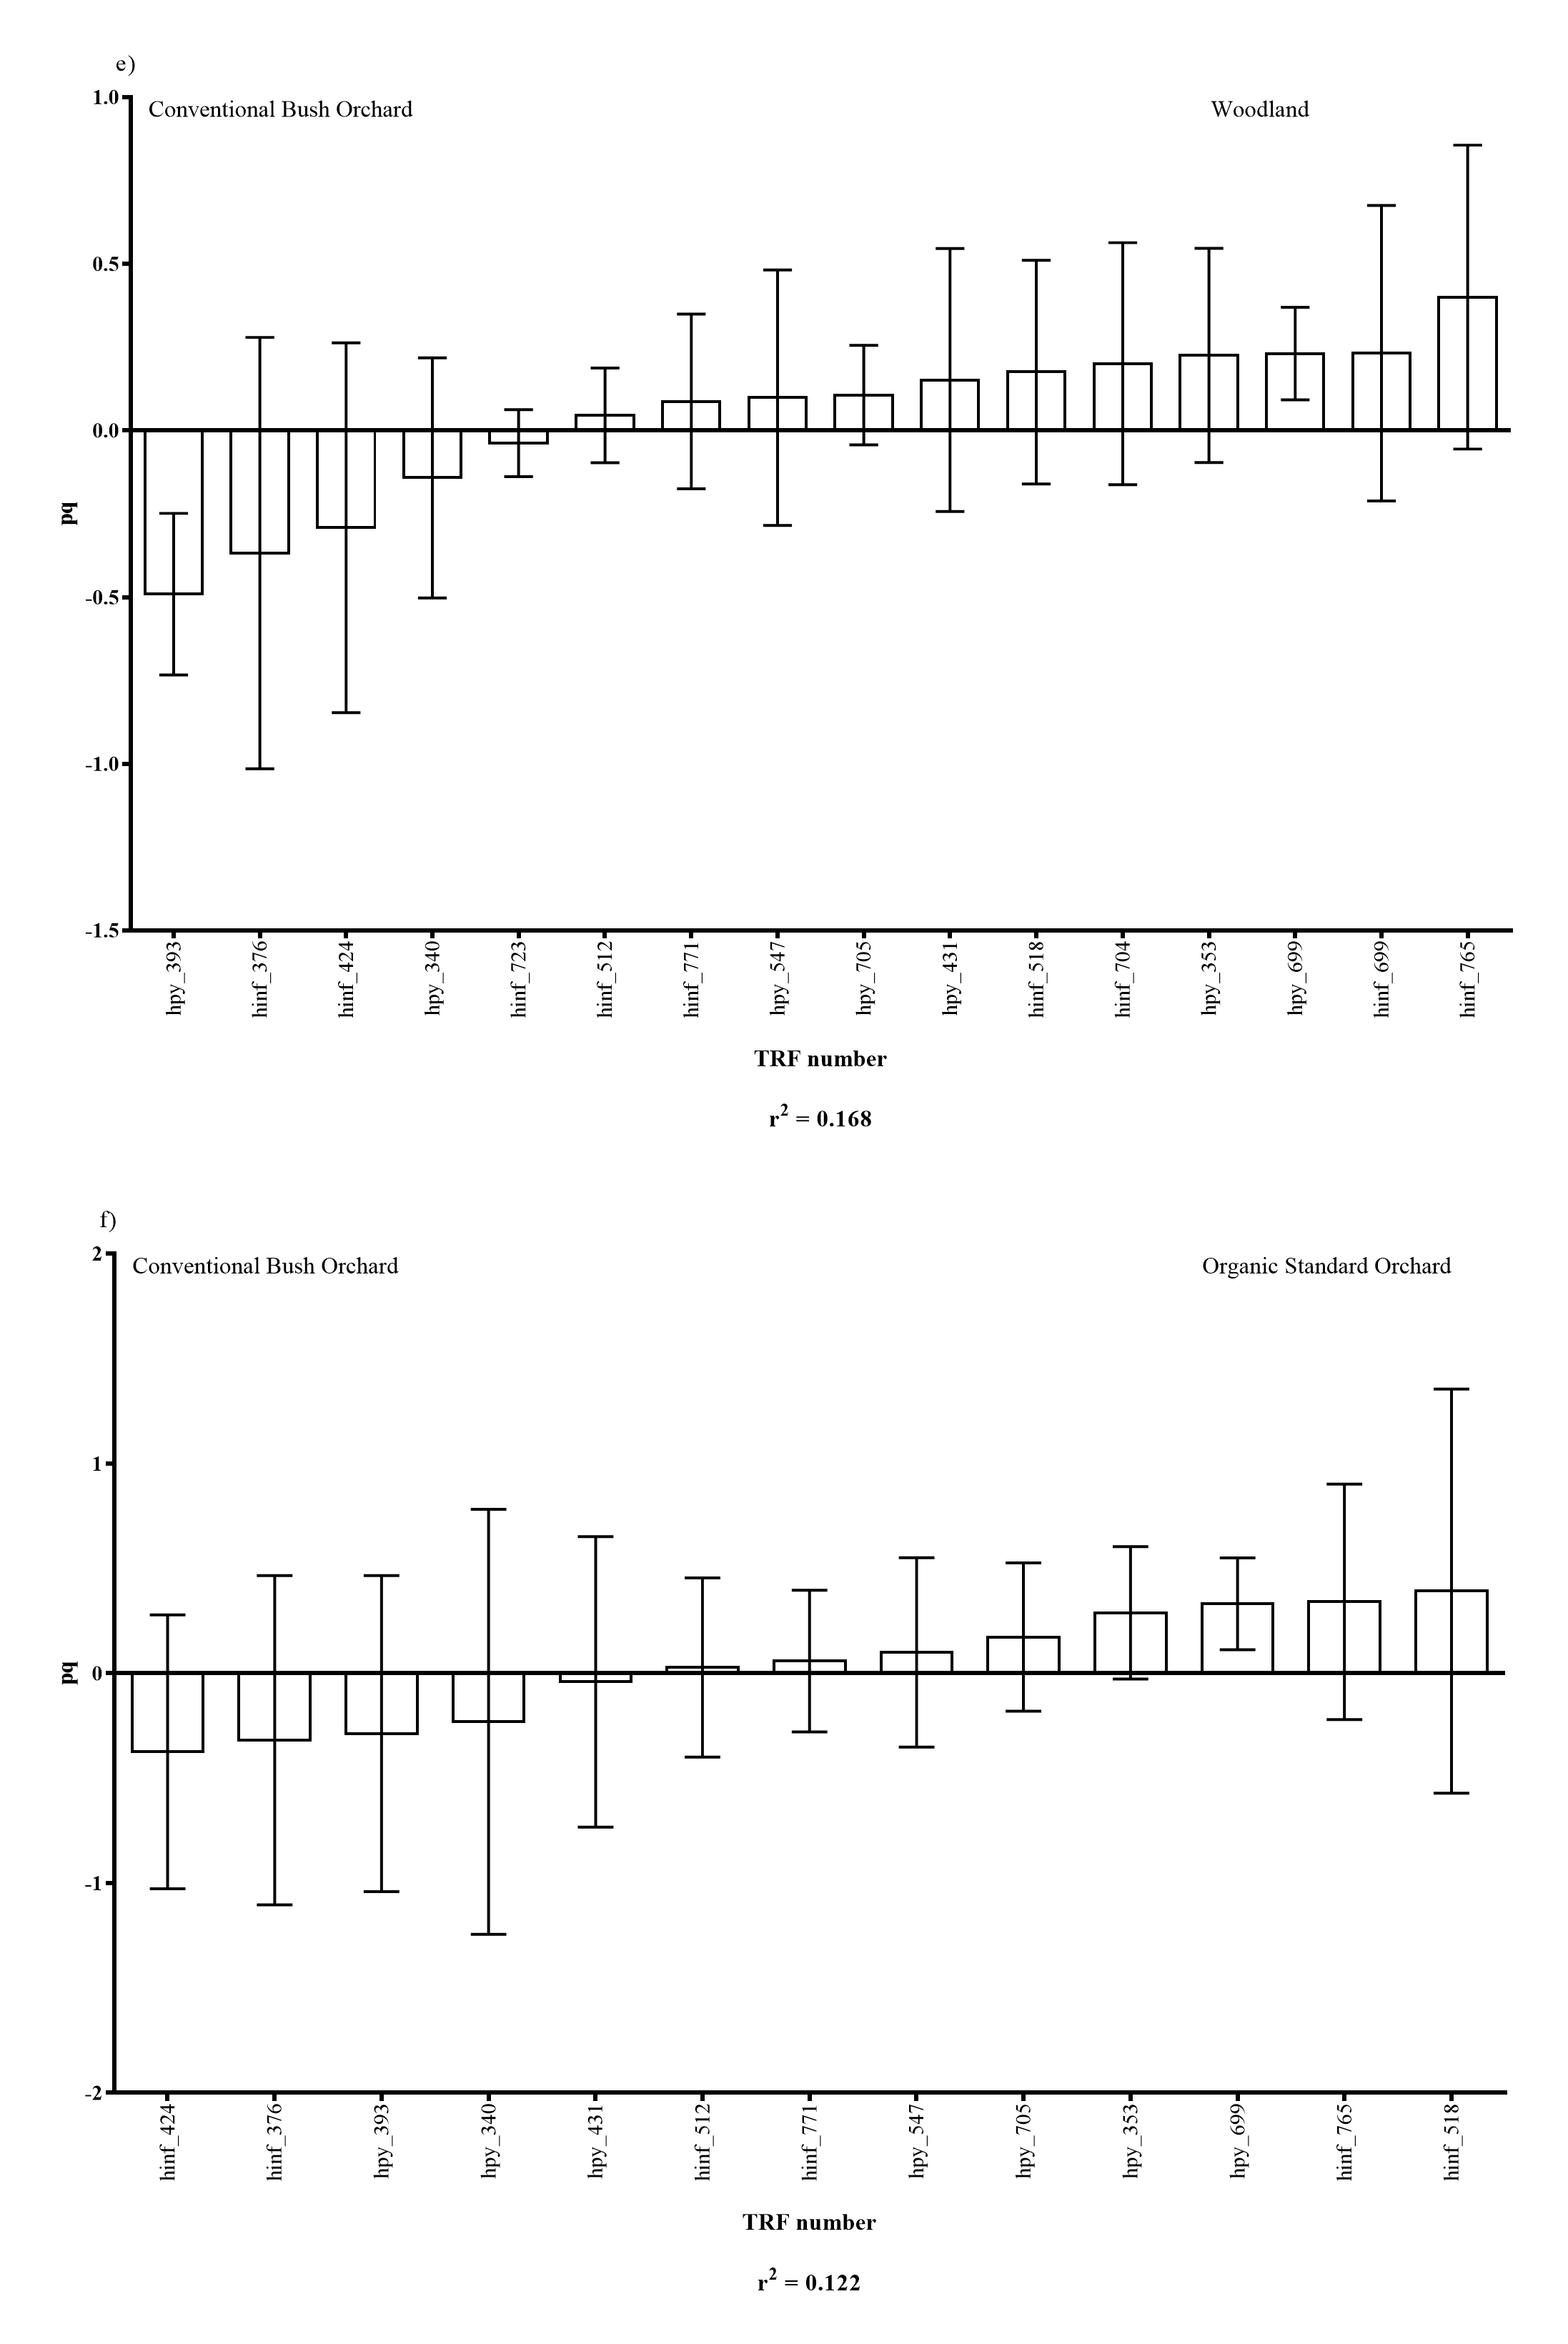 e)
1.0
Conventional Bush Orchard
Woodland
0.5
0.0
pq
-0.5
-1.0
-1.5
hpy_393
hinf_376
hinf_424
hpy_340
hinf_723
hinf_512
hinf_771
hpy_547
hpy_705
hpy_431
hinf_518
hinf_704
hpy_353
hpy_699
hinf_699
hinf_765
TRF number
r² = 0.168
f)
2
Conventional Bush Orchard
Organic Standard Orchard
1
pq
0
-1
-2
hinf_424
hinf_376
hpy_393
hpy_340
hpy_431
hinf_512
hinf_771
hpy_547
hpy_705
hpy_353
hpy_699
hinf_765
hinf_518
TRF number
r² = 0.122